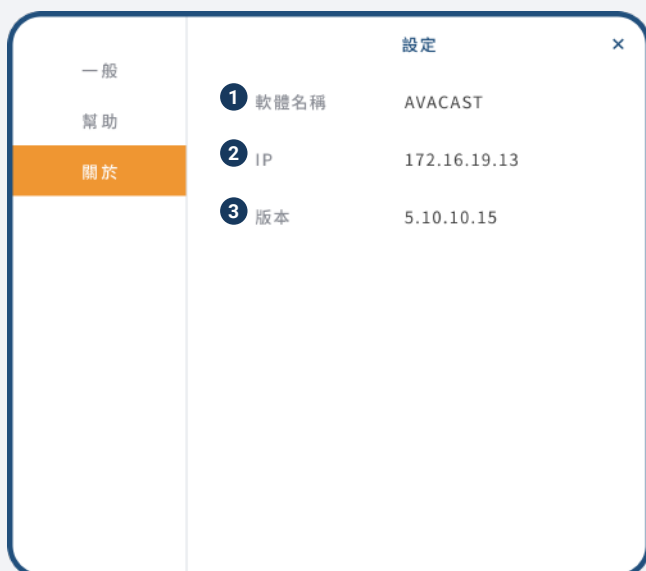 設定 ×
一般
幫助
關於
1 軟體名稱 AVACAST
2 IP 172.16.19.13
3 版本 5.10.10.15